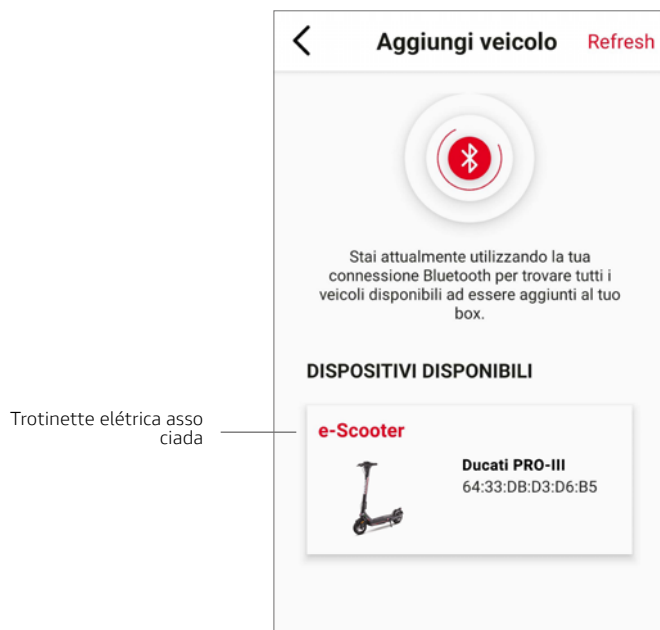 Aggiungi veicolo Refresh
Stai attualmente utilizzando la tua
connessione Bluetooth per trovare tutti i
veicoli disponibili ad essere aggiunti al tuo
box.
DISPOSITIVI DISPONIBILI
Trotinette elétrica asso
ciada
e-Scooter
Ducati PRO-III
64:33:DB:D3:D6:B5